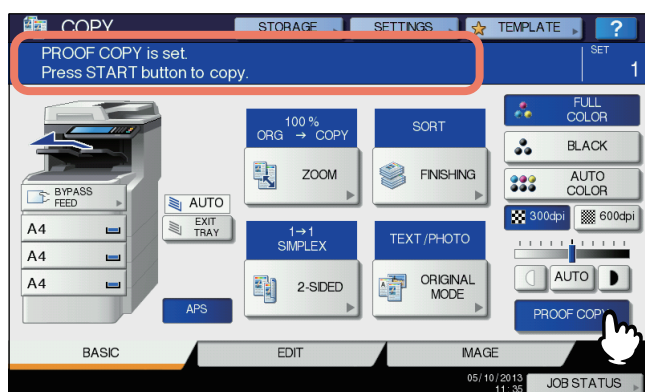 COPY
STORAGE
SETTINGS
TEMPLATE
?
PROOF COPY is set.
Press START button to copy.
SET
1
100 %
ORG → COPY
ZOOM
SORT
FINISHING
FULL
COLOR
BLACK
AUTO
COLOR
300dpi
600dpi
BYPASS
FEED
A4
A4
A4
AUTO
EXIT
TRAY
APS
1→1
SIMPLEX
2-SIDED
TEXT/PHOTO
ORIGINAL
MODE
AUTO
PROOF COPY
BASIC
EDIT
IMAGE
05/10/2013
11:35
JOB STATUS